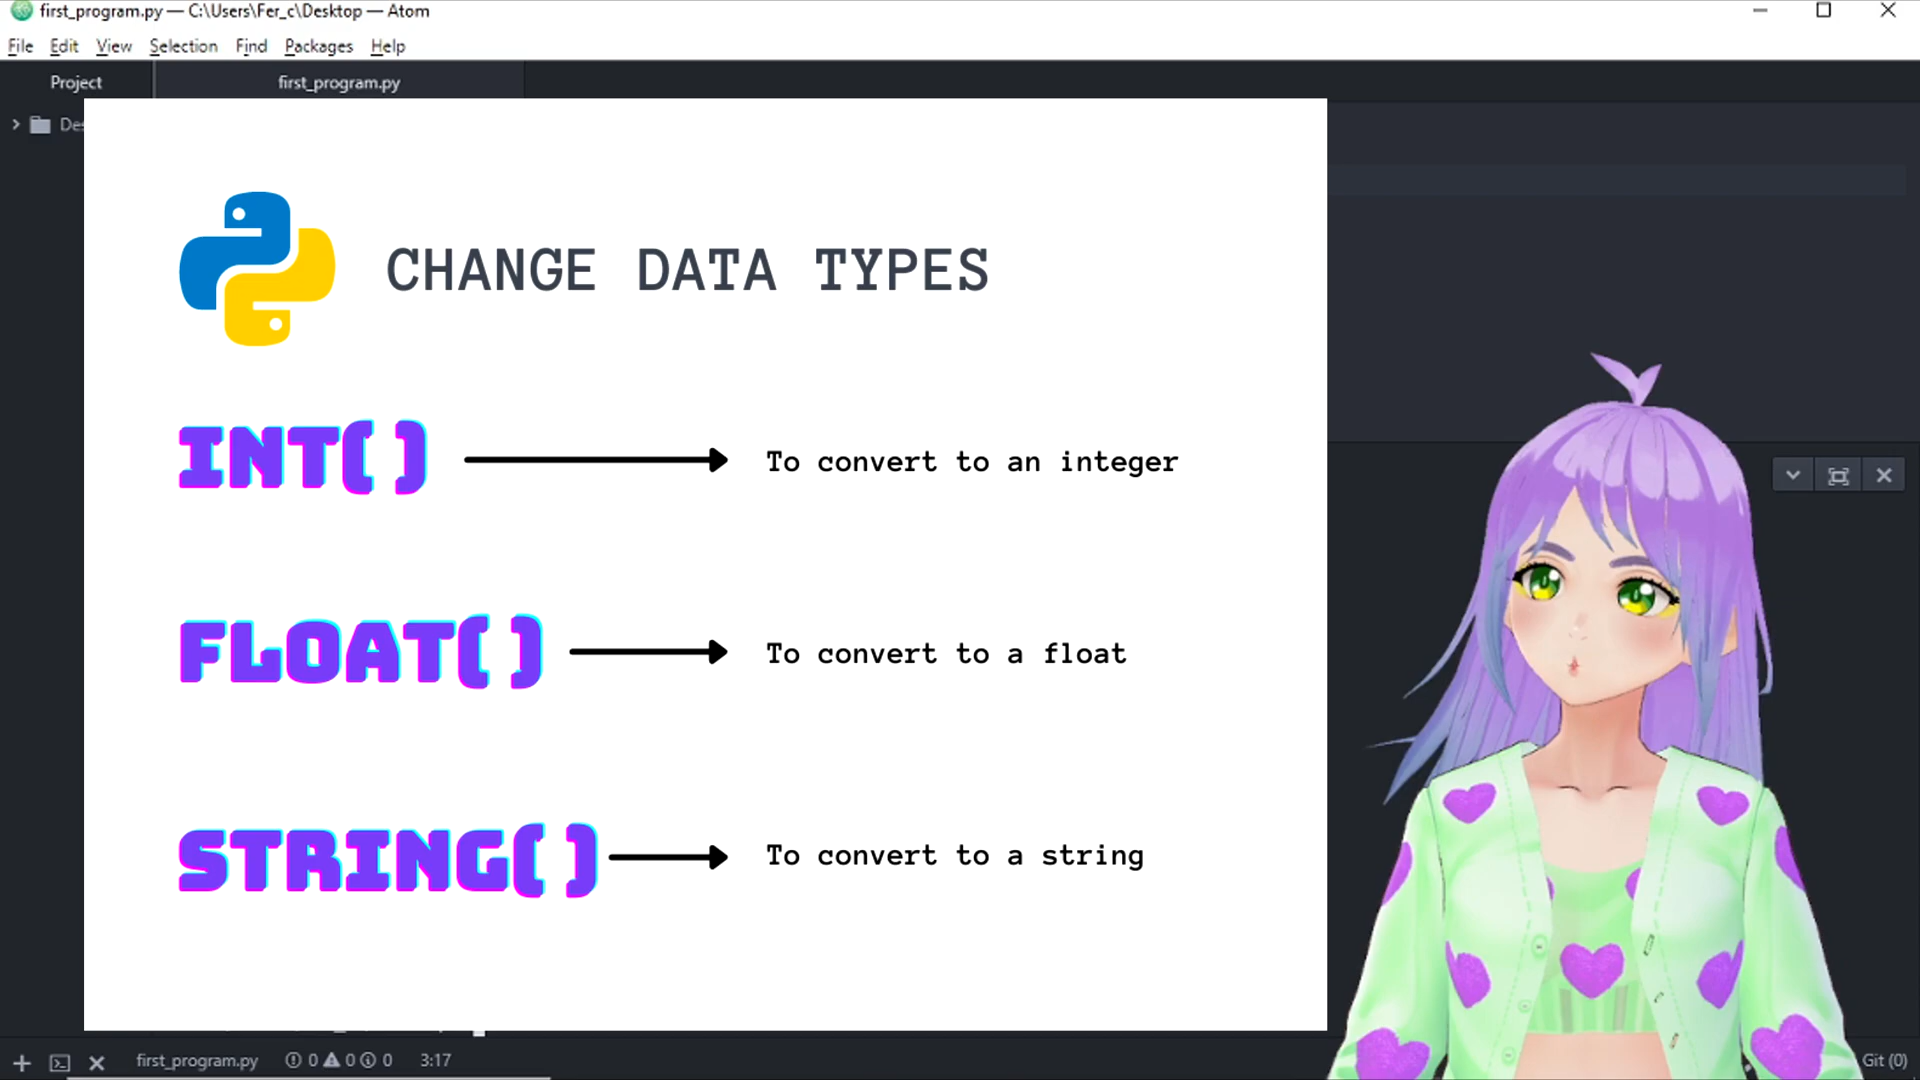 first_program.py — C:\Users\Fer_c\Desktop — Atom
File Edit View Selection Find Packages Help
Project first_program.py
Des
CHANGE DATA TYPES
INT( ) To convert to an integer
FLOAT( ) To convert to a float
STRING( ) To convert to a string
first_program.py 0 0 0 3:17 Git (0)